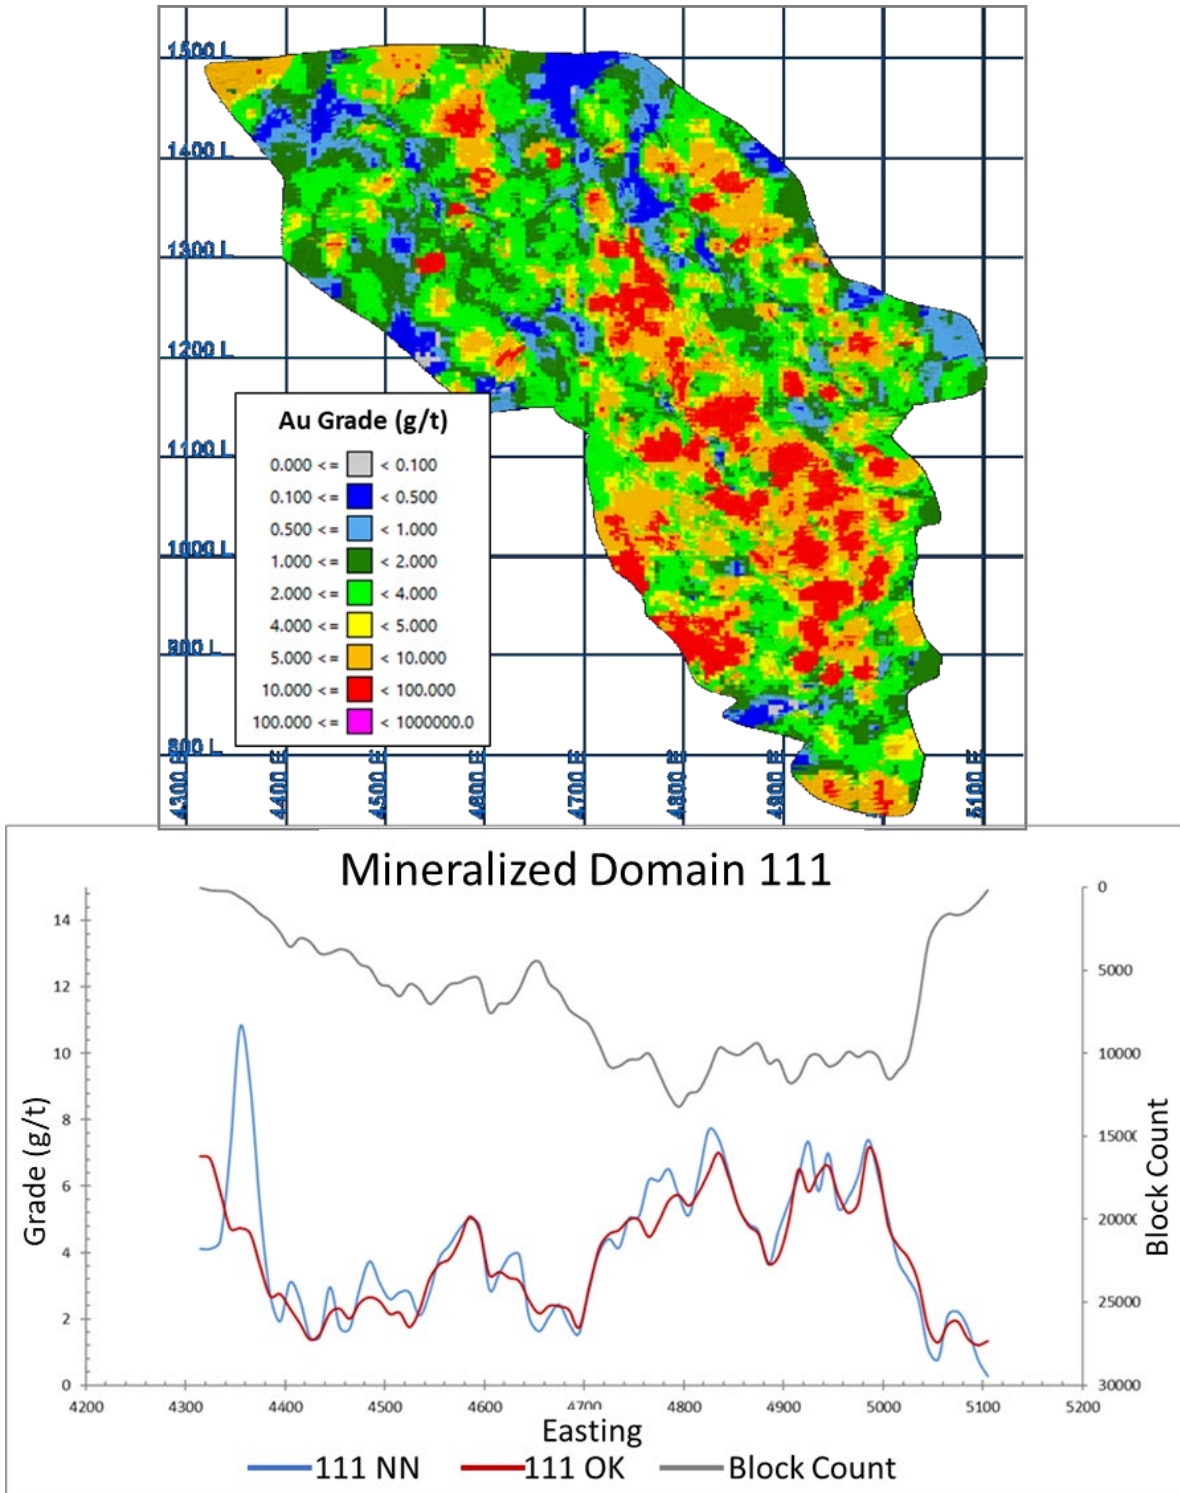 1500 L
1400 L
1300 L
1200 L
1100 L
1000 L
900 L
800 L
Au Grade (g/t)
0.000 <= < 0.100
0.100 <= < 0.500
0.500 <= < 1.000
1.000 <= < 2.000
2.000 <= < 4.000
4.000 <= < 5.000
5.000 <= < 10.000
10.000 <= < 100.000
100.000 <= < 1000000.0
4300 E
4400 E
4500 E
4600 E
4700 E
4800 E
4900 E
5100 E
Mineralized Domain 111
Grade (g/t)
14
12
10
8
6
4
2
0
0
5000
10000
15000
20000
25000
30000
Block Count
4200
4300
4400
4500
4600
4700
4800
4900
5000
5100
5200
Easting
111 NN
111 OK
Block Count